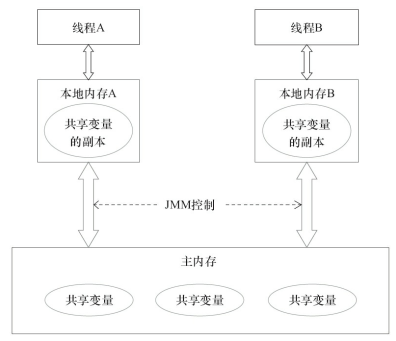 线程A
线程B
本地内存A
本地内存B
共享变量
的副本
共享变量
的副本
JMM控制
主内存
共享变量
共享变量
共享变量